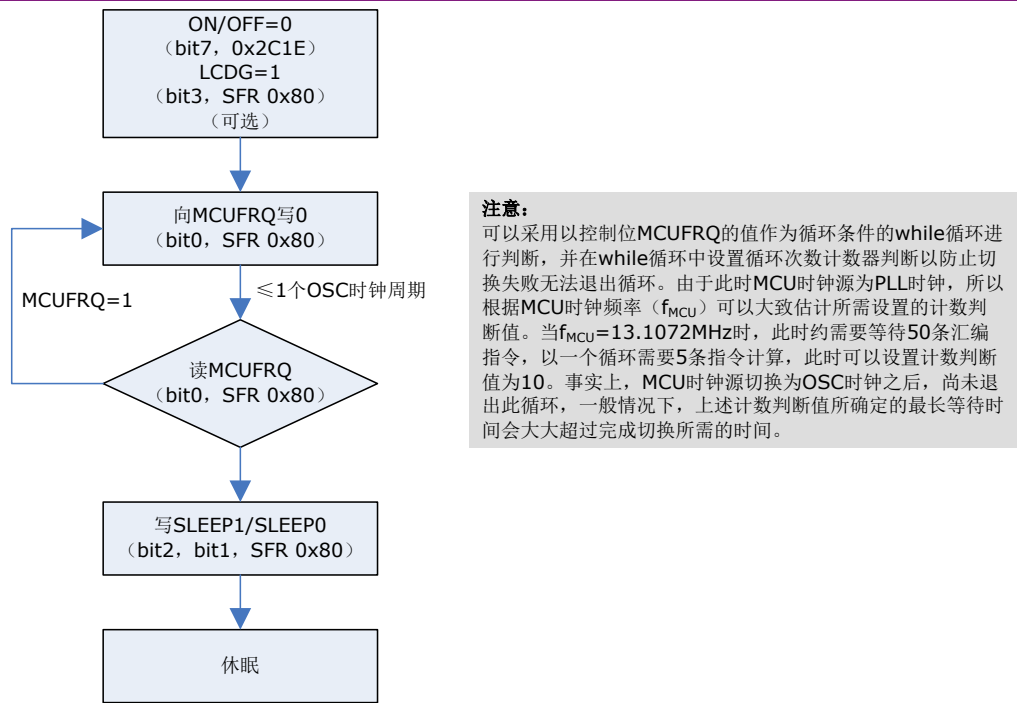 ON/OFF=0
（bit7，0x2C1E）
LCDG=1
（bit3，SFR 0x80）
（可选）
向MCUFRQ写0
（bit0，SFR 0x80）
MCUFRQ=1
≤1个OSC时钟周期
读MCUFRQ
（bit0，SFR 0x80）
写SLEEP1/SLEEP0
（bit2，bit1，SFR 0x80）
休眠
注意：
可以采用以控制位MCUFRQ的值作为循环条件的while循环进
行判断，并在while循环中设置循环次数计数器判断以防止切
换失败无法退出循环。由于此时MCU时钟源为PLL时钟，所以
根据MCU时钟频率（fMCU）可以大致估计所需设置的计数判
断值。当fMCU=13.1072MHz时，此时约需要等待50条汇编
指令，以一个循环需要5条指令计算，此时可以设置计数判断
值为10。事实上，MCU时钟源切换为OSC时钟之后，尚未退
出此循环，一般情况下，上述计数判断值所确定的最长等待时
间会大大超过完成切换所需的时间。